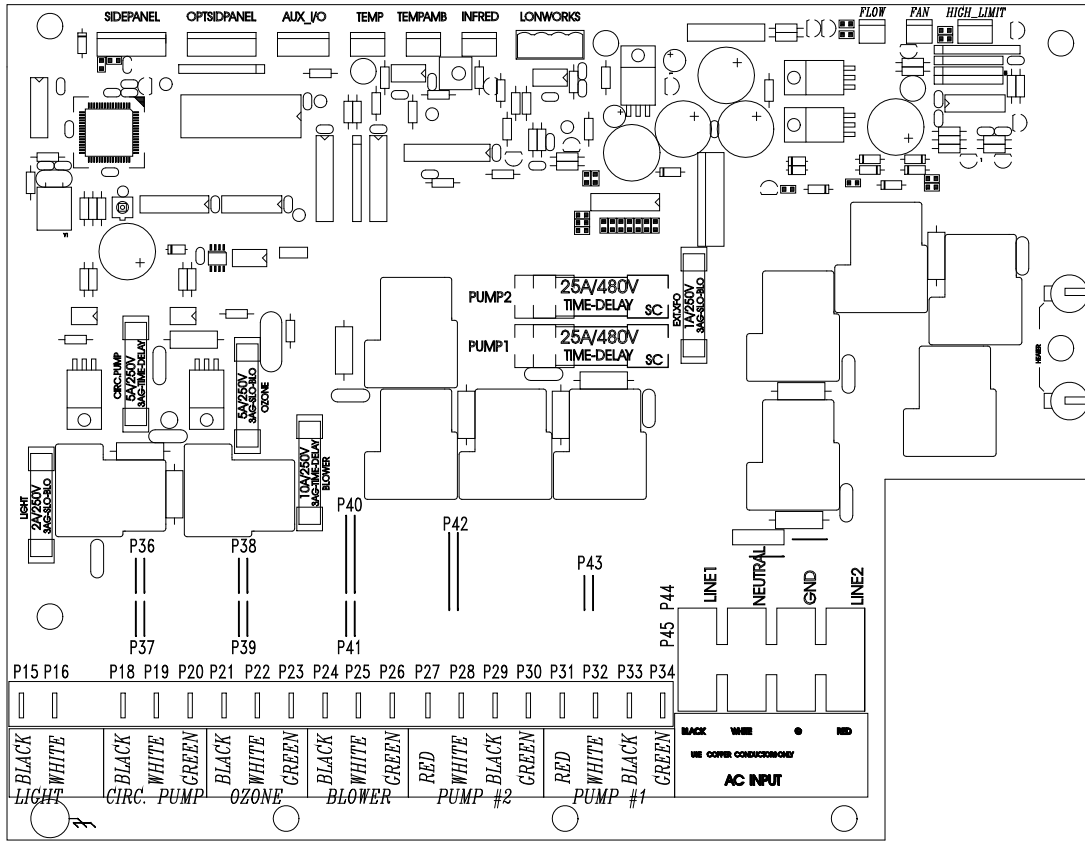 SIDEPANEL OPTSIDPANEL AUX_I/O TEMP TEMPAMB INFRED LONWORKS FLOW FAN HIGH_LIMIT
Y1
PUMP2 25A/480V
TIME-DELAY SC
PUMP1 25A/480V
TIME-DELAY SC
EXT.XFO
1A/250V
3AG-SLO-BLO
HEATER
CIRC.PUMP
5A/250V
3AG-TIME-DELAY
5A/250V
3AG-SLO-BLO
OZONE
10A/250V
3AG-TIME-DELAY
BLOWER
LIGHT
2A/250V
3AG-SLO-BLO
P36 P38 P40 P42 P43
P37 P39 P41
P44
P45
LINE1 NEUTRAL GND LINE2
P15 P16 P18 P19 P20 P21 P22 P23 P24 P25 P26 P27 P28 P29 P30 P31 P32 P33 P34
BLACK WHITE BLACK WHITE GREEN BLACK WHITE GREEN BLACK WHITE GREEN RED WHITE BLACK GREEN RED WHITE BLACK GREEN
LIGHT CIRC. PUMP OZONE BLOWER PUMP #2 PUMP #1
BLACK WHITE G RED
USE COPPER CONDUCTORS ONLY
AC INPUT